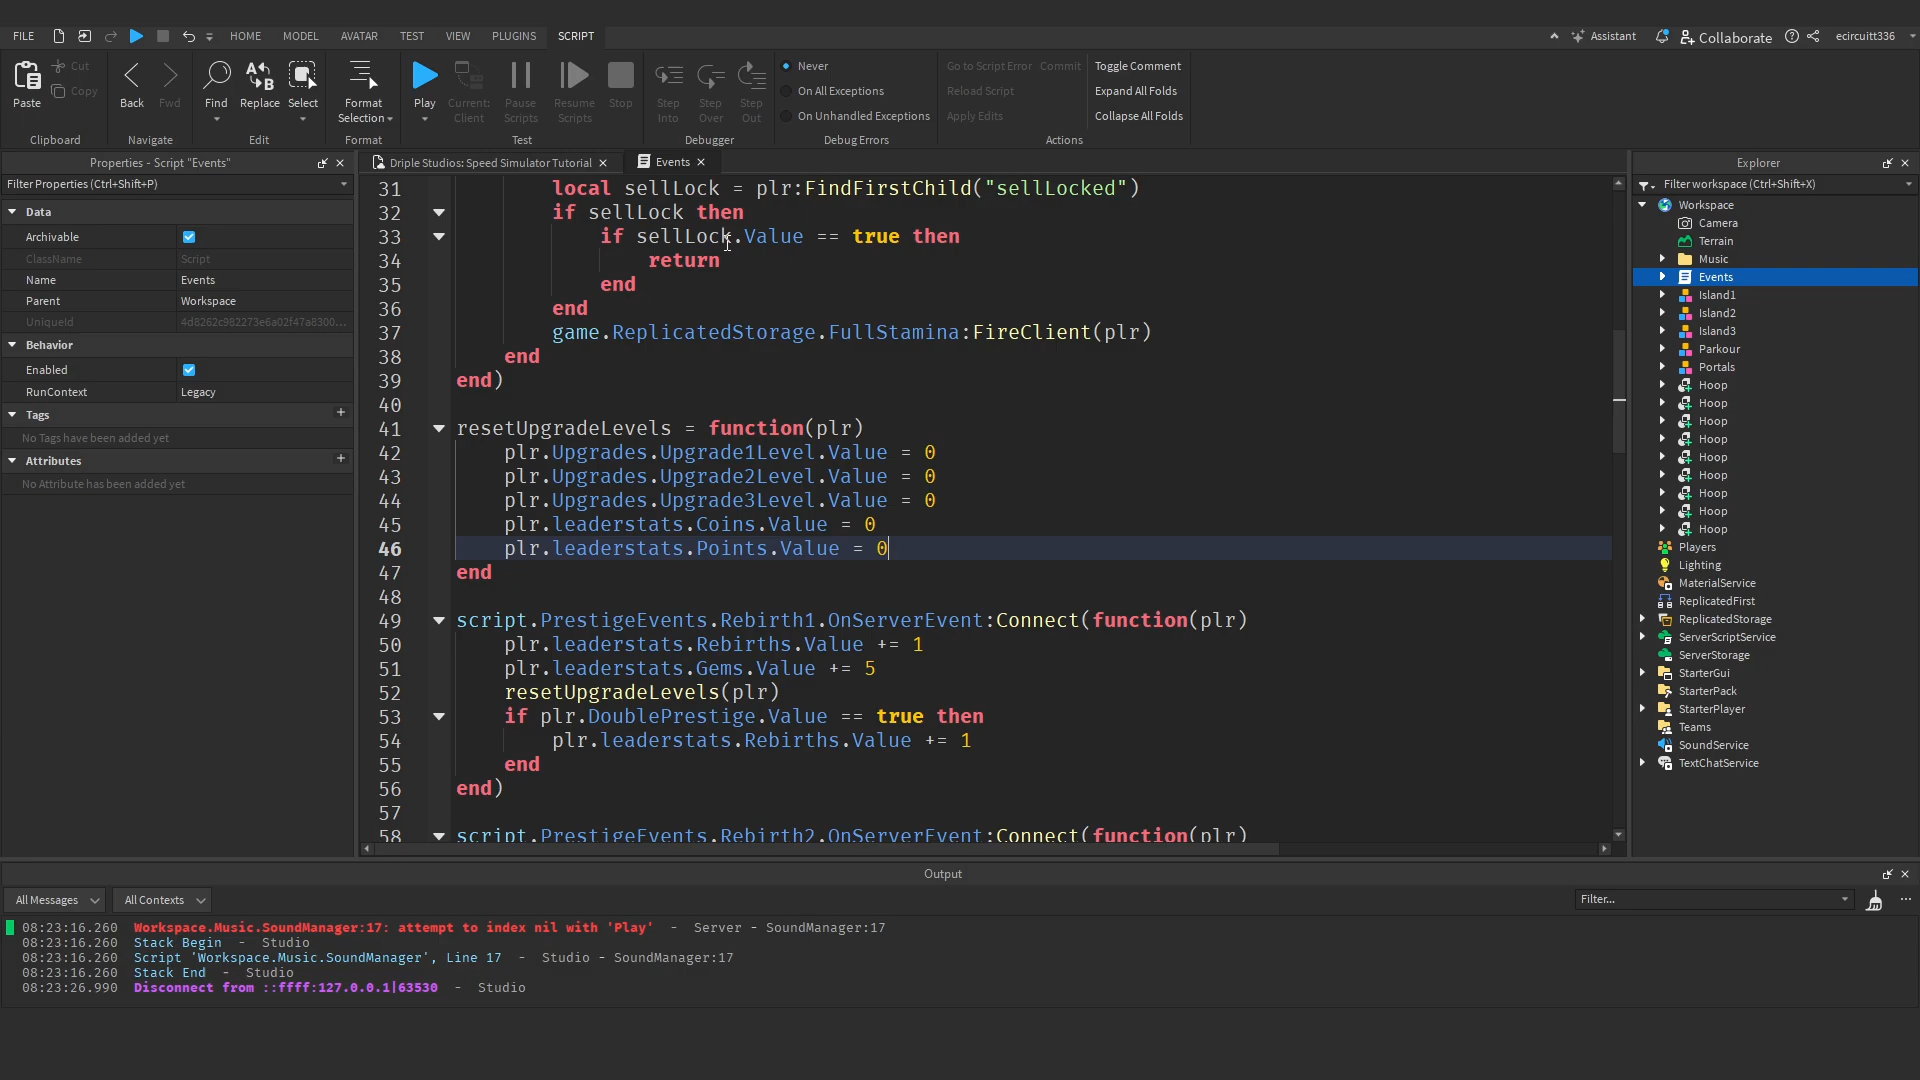 FILE HOME MODEL AVATAR TEST VIEW PLUGINS SCRIPT Assistant Collaborate ecircuitt336
Paste Cut Copy Back Fwd Find Replace Select Format Selection Play Current: Client Pause Scripts Resume Scripts Stop Step Into Step Over Step Out
Never Go to Script Error Commit Toggle Comment
On All Exceptions Reload Script Expand All Folds
On Unhandled Exceptions Apply Edits Collapse All Folds
Clipboard Navigate Edit Format Test Debugger Debug Errors Actions
Properties - Script "Events"
Filter Properties (Ctrl+Shift+P)
Data
Archivable
ClassName Script
Name Events
Parent Workspace
UniqueId 4d8262c982273e6a02f47a8300...
Behavior
Enabled
RunContext Legacy
Tags +
No Tags have been added yet
Attributes +
No Attribute has been added yet
Driple Studios: Speed Simulator Tutorial Events
31 local sellLock = plr:FindFirstChild("sellLocked")
32 if sellLock then
33 if sellLock.Value == true then
34 return
35 end
36 end
37 game.ReplicatedStorage.FullStamina:FireClient(plr)
38 end
39 end)
40
41 resetUpgradeLevels = function(plr)
42 plr.Upgrades.Upgrade1Level.Value = 0
43 plr.Upgrades.Upgrade2Level.Value = 0
44 plr.Upgrades.Upgrade3Level.Value = 0
45 plr.leaderstats.Coins.Value = 0
46 plr.leaderstats.Points.Value = 0
47 end
48
49 script.PrestigeEvents.Rebirth1.OnServerEvent:Connect(function(plr)
50 plr.leaderstats.Rebirths.Value += 1
51 plr.leaderstats.Gems.Value += 5
52 resetUpgradeLevels(plr)
53 if plr.DoublePrestige.Value == true then
54 plr.leaderstats.Rebirths.Value += 1
55 end
56 end)
57
58 script.PrestigeEvents.Rebirth2.OnServerEvent:Connect(function(plr)
Explorer
Filter workspace (Ctrl+Shift+X)
Workspace
Camera
Terrain
Music
Events
Island1
Island2
Island3
Parkour
Portals
Hoop
Hoop
Hoop
Hoop
Hoop
Hoop
Hoop
Hoop
Hoop
Players
Lighting
MaterialService
ReplicatedFirst
ReplicatedStorage
ServerScriptService
ServerStorage
StarterGui
StarterPack
StarterPlayer
Teams
SoundService
TextChatService
Output
All Messages All Contexts Filter...
08:23:16.260 Workspace.Music.SoundManager:17: attempt to index nil with 'Play' - Server - SoundManager:17
08:23:16.260 Stack Begin - Studio
08:23:16.260 Script 'Workspace.Music.SoundManager', Line 17 - Studio - SoundManager:17
08:23:16.260 Stack End - Studio
08:23:26.990 Disconnect from ::ffff:127.0.0.1|63530 - Studio